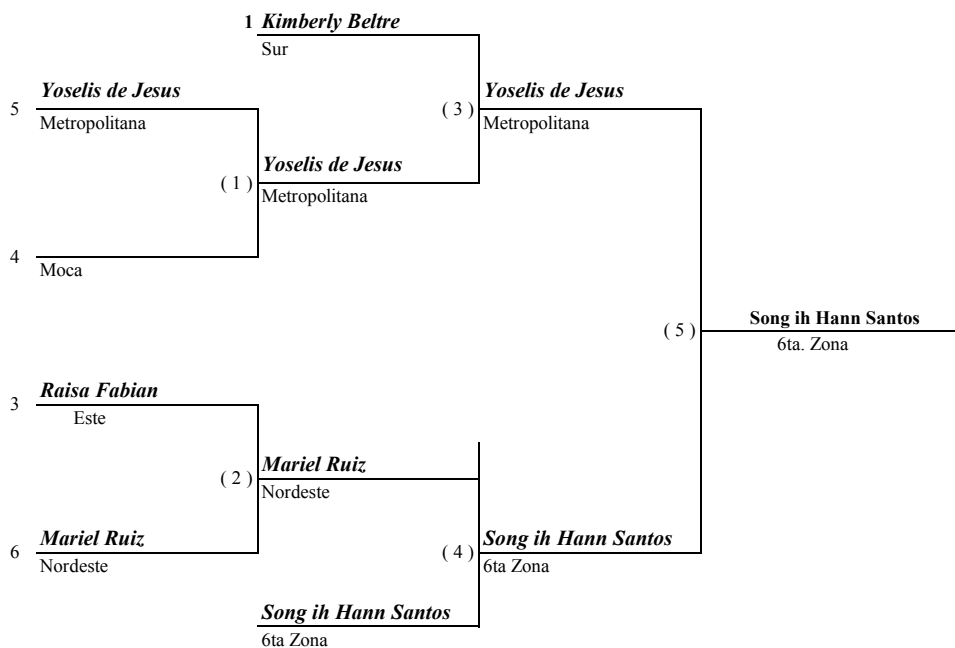 1 Kimberly Beltre
Sur
5 Yoselis de Jesus
Metropolitana
( 3 ) Yoselis de Jesus
Metropolitana
( 1 ) Yoselis de Jesus
Metropolitana
4
Moca
( 5 ) Song ih Hann Santos
6ta. Zona
3 Raisa Fabian
Este
( 2 ) Mariel Ruiz
Nordeste
6 Mariel Ruiz
Nordeste
( 4 ) Song ih Hann Santos
6ta Zona
Song ih Hann Santos
6ta Zona